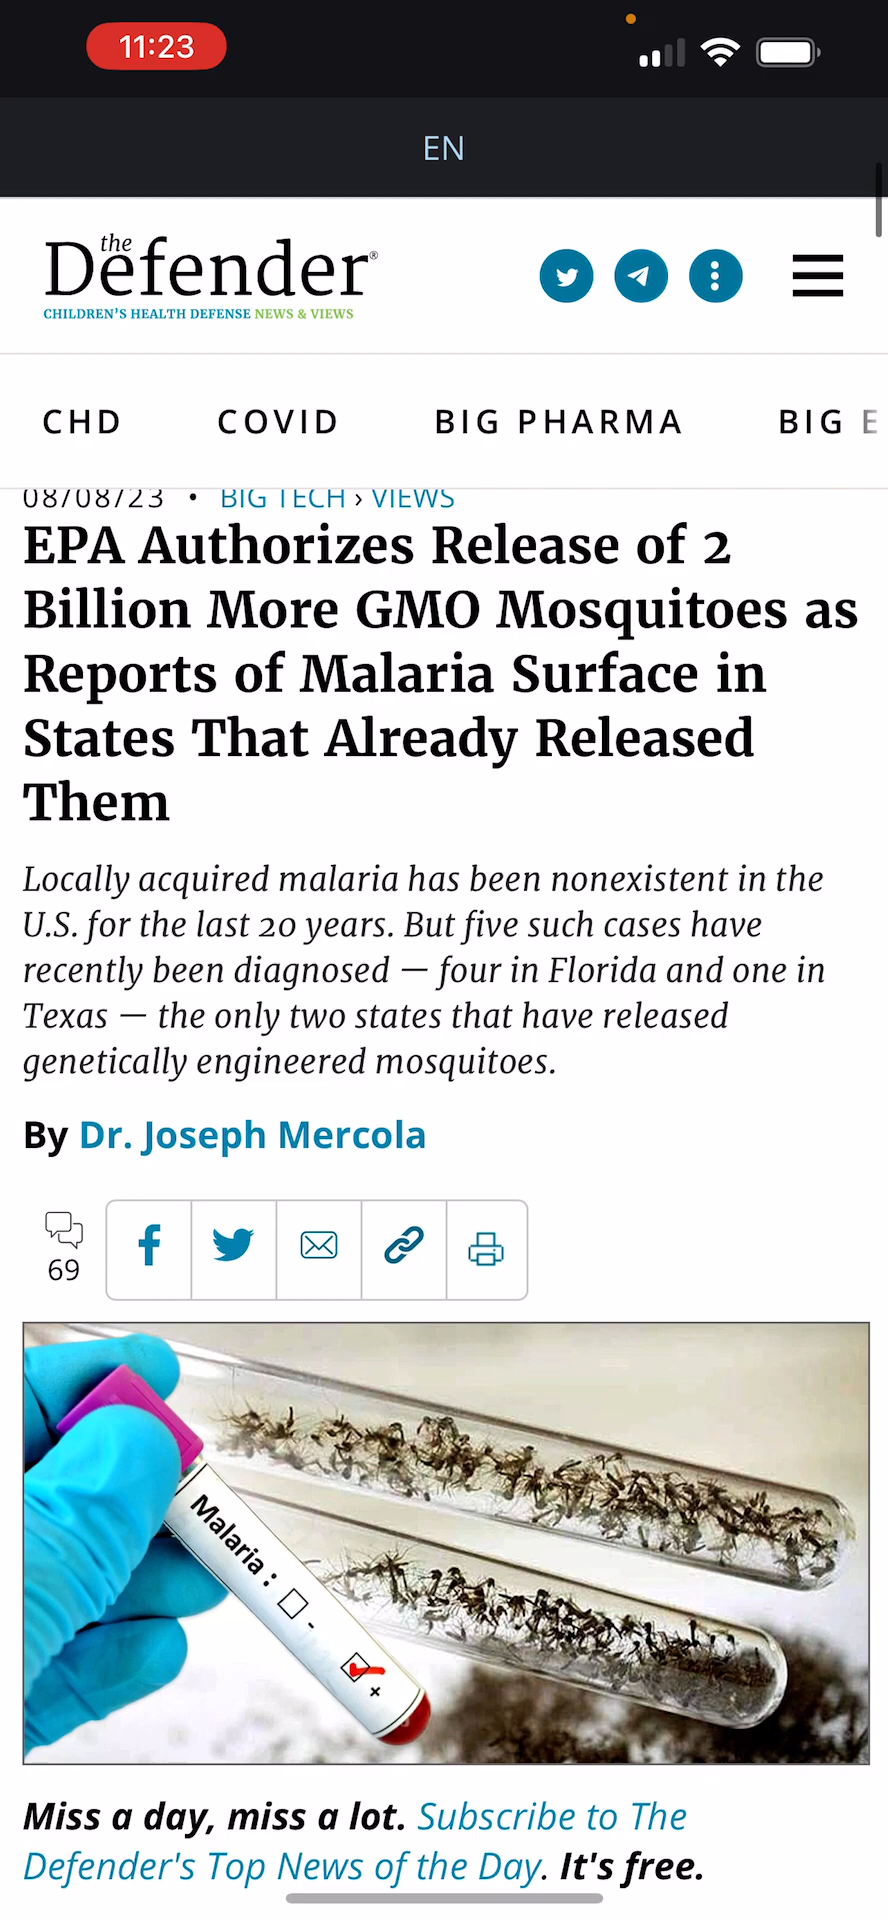 11:23
EN
the
Defender®
CHILDREN'S HEALTH DEFENSE NEWS & VIEWS
CHD COVID BIG PHARMA BIG E
08/08/23 • BIG TECH › VIEWS
EPA Authorizes Release of 2
Billion More GMO Mosquitoes as
Reports of Malaria Surface in
States That Already Released
Them
Locally acquired malaria has been nonexistent in the
U.S. for the last 20 years. But five such cases have
recently been diagnosed — four in Florida and one in
Texas — the only two states that have released
genetically engineered mosquitoes.
By Dr. Joseph Mercola
69
Malaria : -
+
Miss a day, miss a lot. Subscribe to The
Defender's Top News of the Day. It's free.